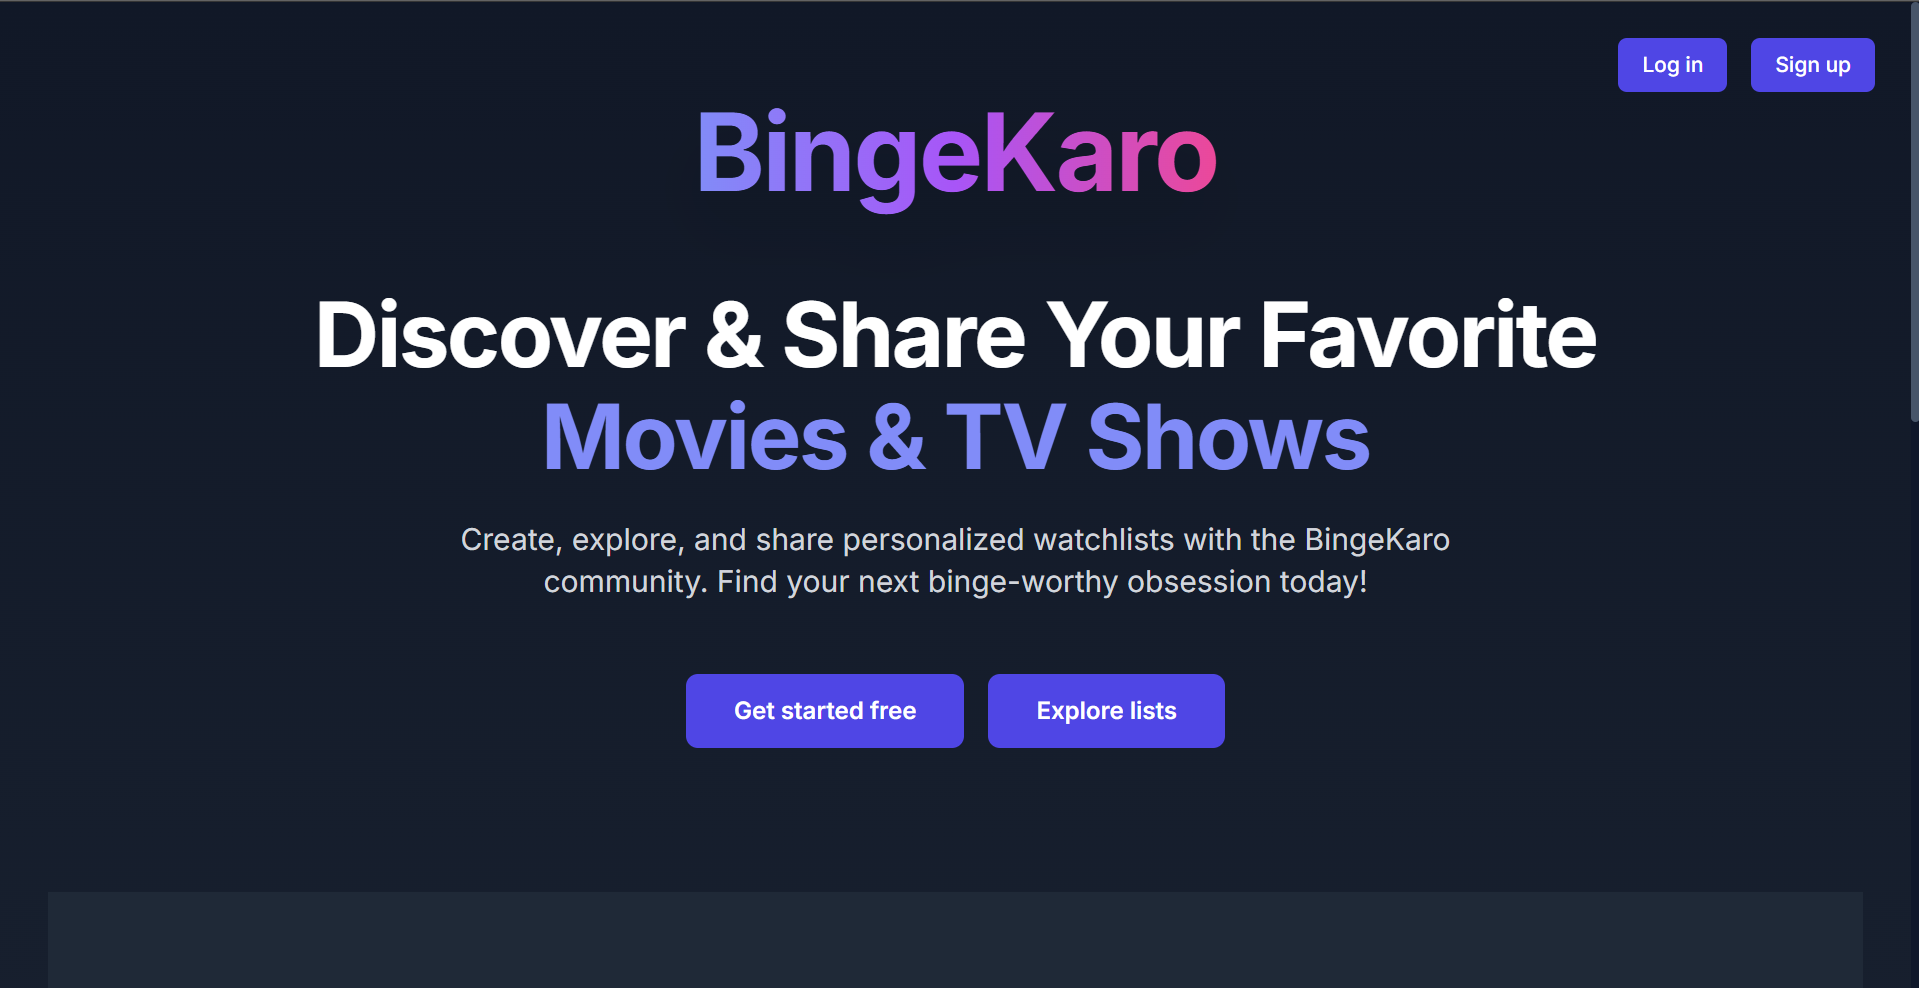 Log in
Sign up
BingeKaro
Discover & Share Your Favorite
Movies & TV Shows
Create, explore, and share personalized watchlists with the BingeKaro
community. Find your next binge-worthy obsession today!
Get started free
Explore lists